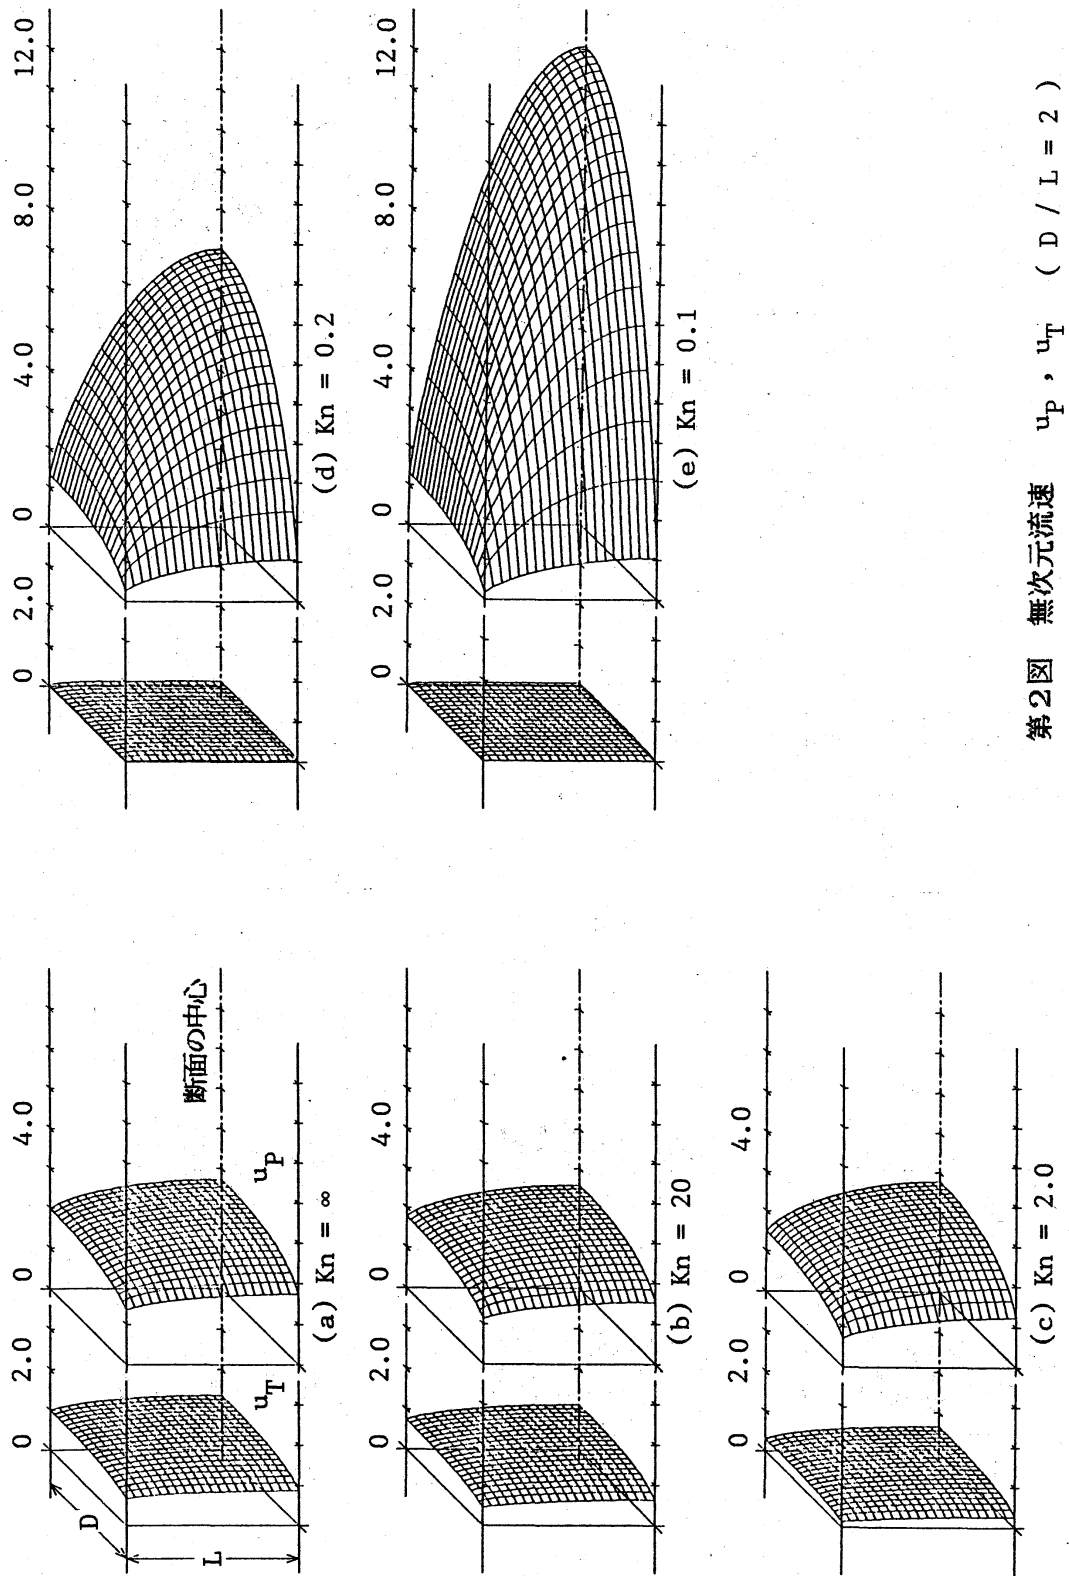 0 2.0 0 4.0
D
L
u_T
u_P
断面の中心
(a) Kn = ∞
0 2.0 0 4.0
(b) Kn = 20
0 2.0 0 4.0
(c) Kn = 2.0
0 2.0 0 4.0 8.0 12.0
(d) Kn = 0.2
0 2.0 0 4.0 8.0 12.0
(e) Kn = 0.1
第2図 無次元流速 u_P , u_T ( D / L = 2 )